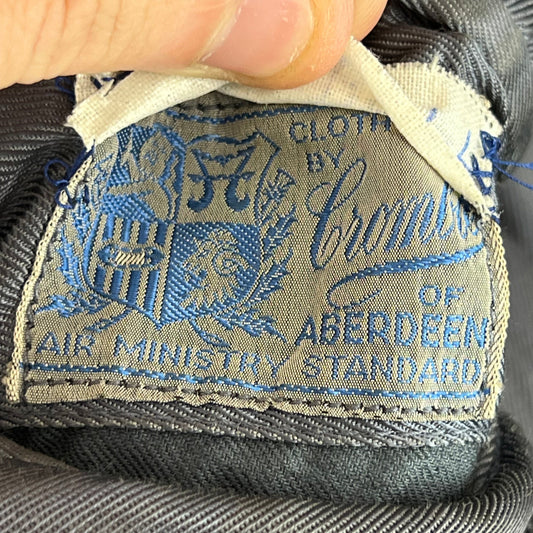 CLOTH
BY
OF
ABERDEEN
AIR MINISTRY STANDARD